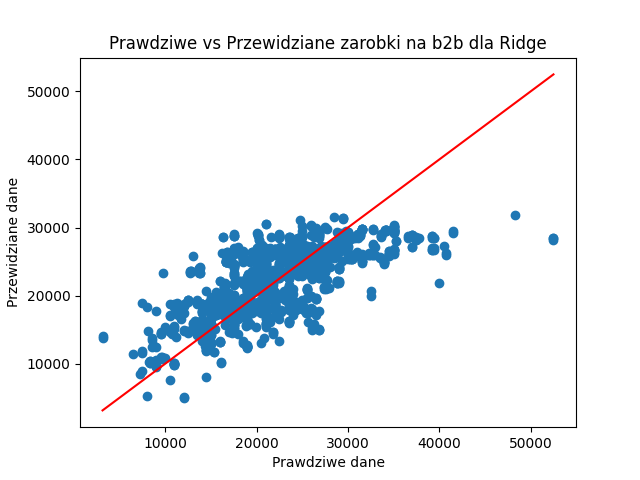 Prawdziwe vs Przewidziane zarobki na b2b dla Ridge
50000
40000
30000
20000
10000
Przewidziane dane
10000 20000 30000 40000 50000
Prawdziwe dane